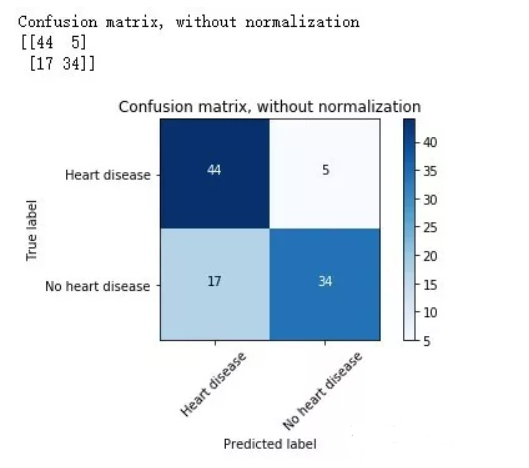 Confusion matrix, without normalization
[[44  5]
 [17 34]]
Confusion matrix, without normalization
Heart disease
44
5
40
35
30
25
20
15
10
5
True label
No heart disease
17
34
Heart disease
No heart disease
Predicted label